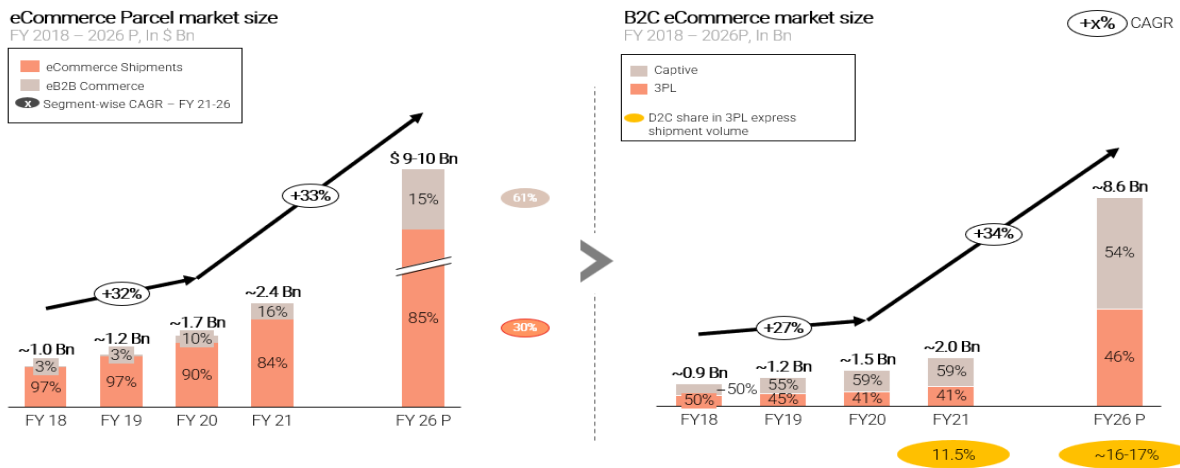 eCommerce Parcel market size
FY 2018 – 2026 P, In $ Bn
eCommerce Shipments
eB2B Commerce
x Segment-wise CAGR – FY 21-26
+32%
+33%
~1.0 Bn
~1.2 Bn
~1.7 Bn
~2.4 Bn
$ 9-10 Bn
3%
97%
3%
97%
10%
90%
16%
84%
15%
85%
61%
30%
FY 18
FY 19
FY 20
FY 21
FY 26 P
B2C eCommerce market size
FY 2018 – 2026P, In Bn
+x% CAGR
Captive
3PL
D2C share in 3PL express
shipment volume
+27%
+34%
~0.9 Bn
~1.2 Bn
~1.5 Bn
~2.0 Bn
~8.6 Bn
50%
50%
55%
45%
59%
41%
59%
41%
54%
46%
FY18
FY19
FY20
FY21
FY26 P
11.5%
~16-17%